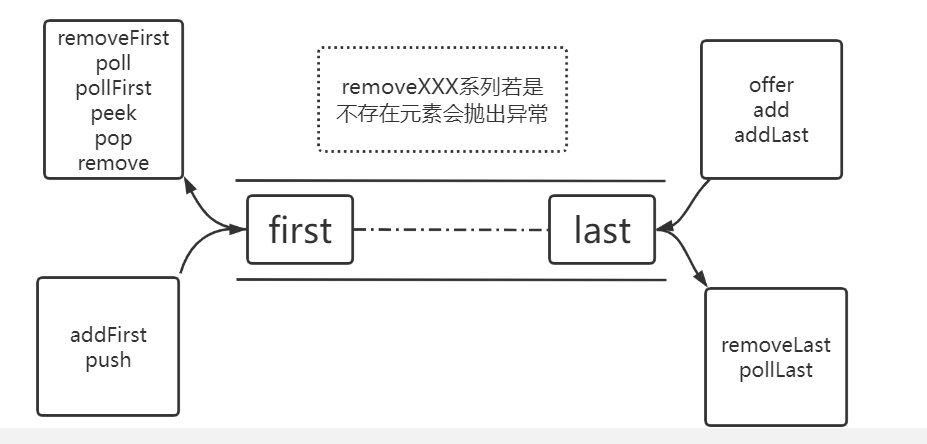 removeFirst
poll
pollFirst
peek
pop
remove
removeXXX系列若是
不存在元素会抛出异常
offer
add
addLast
first
last
addFirst
push
removeLast
pollLast